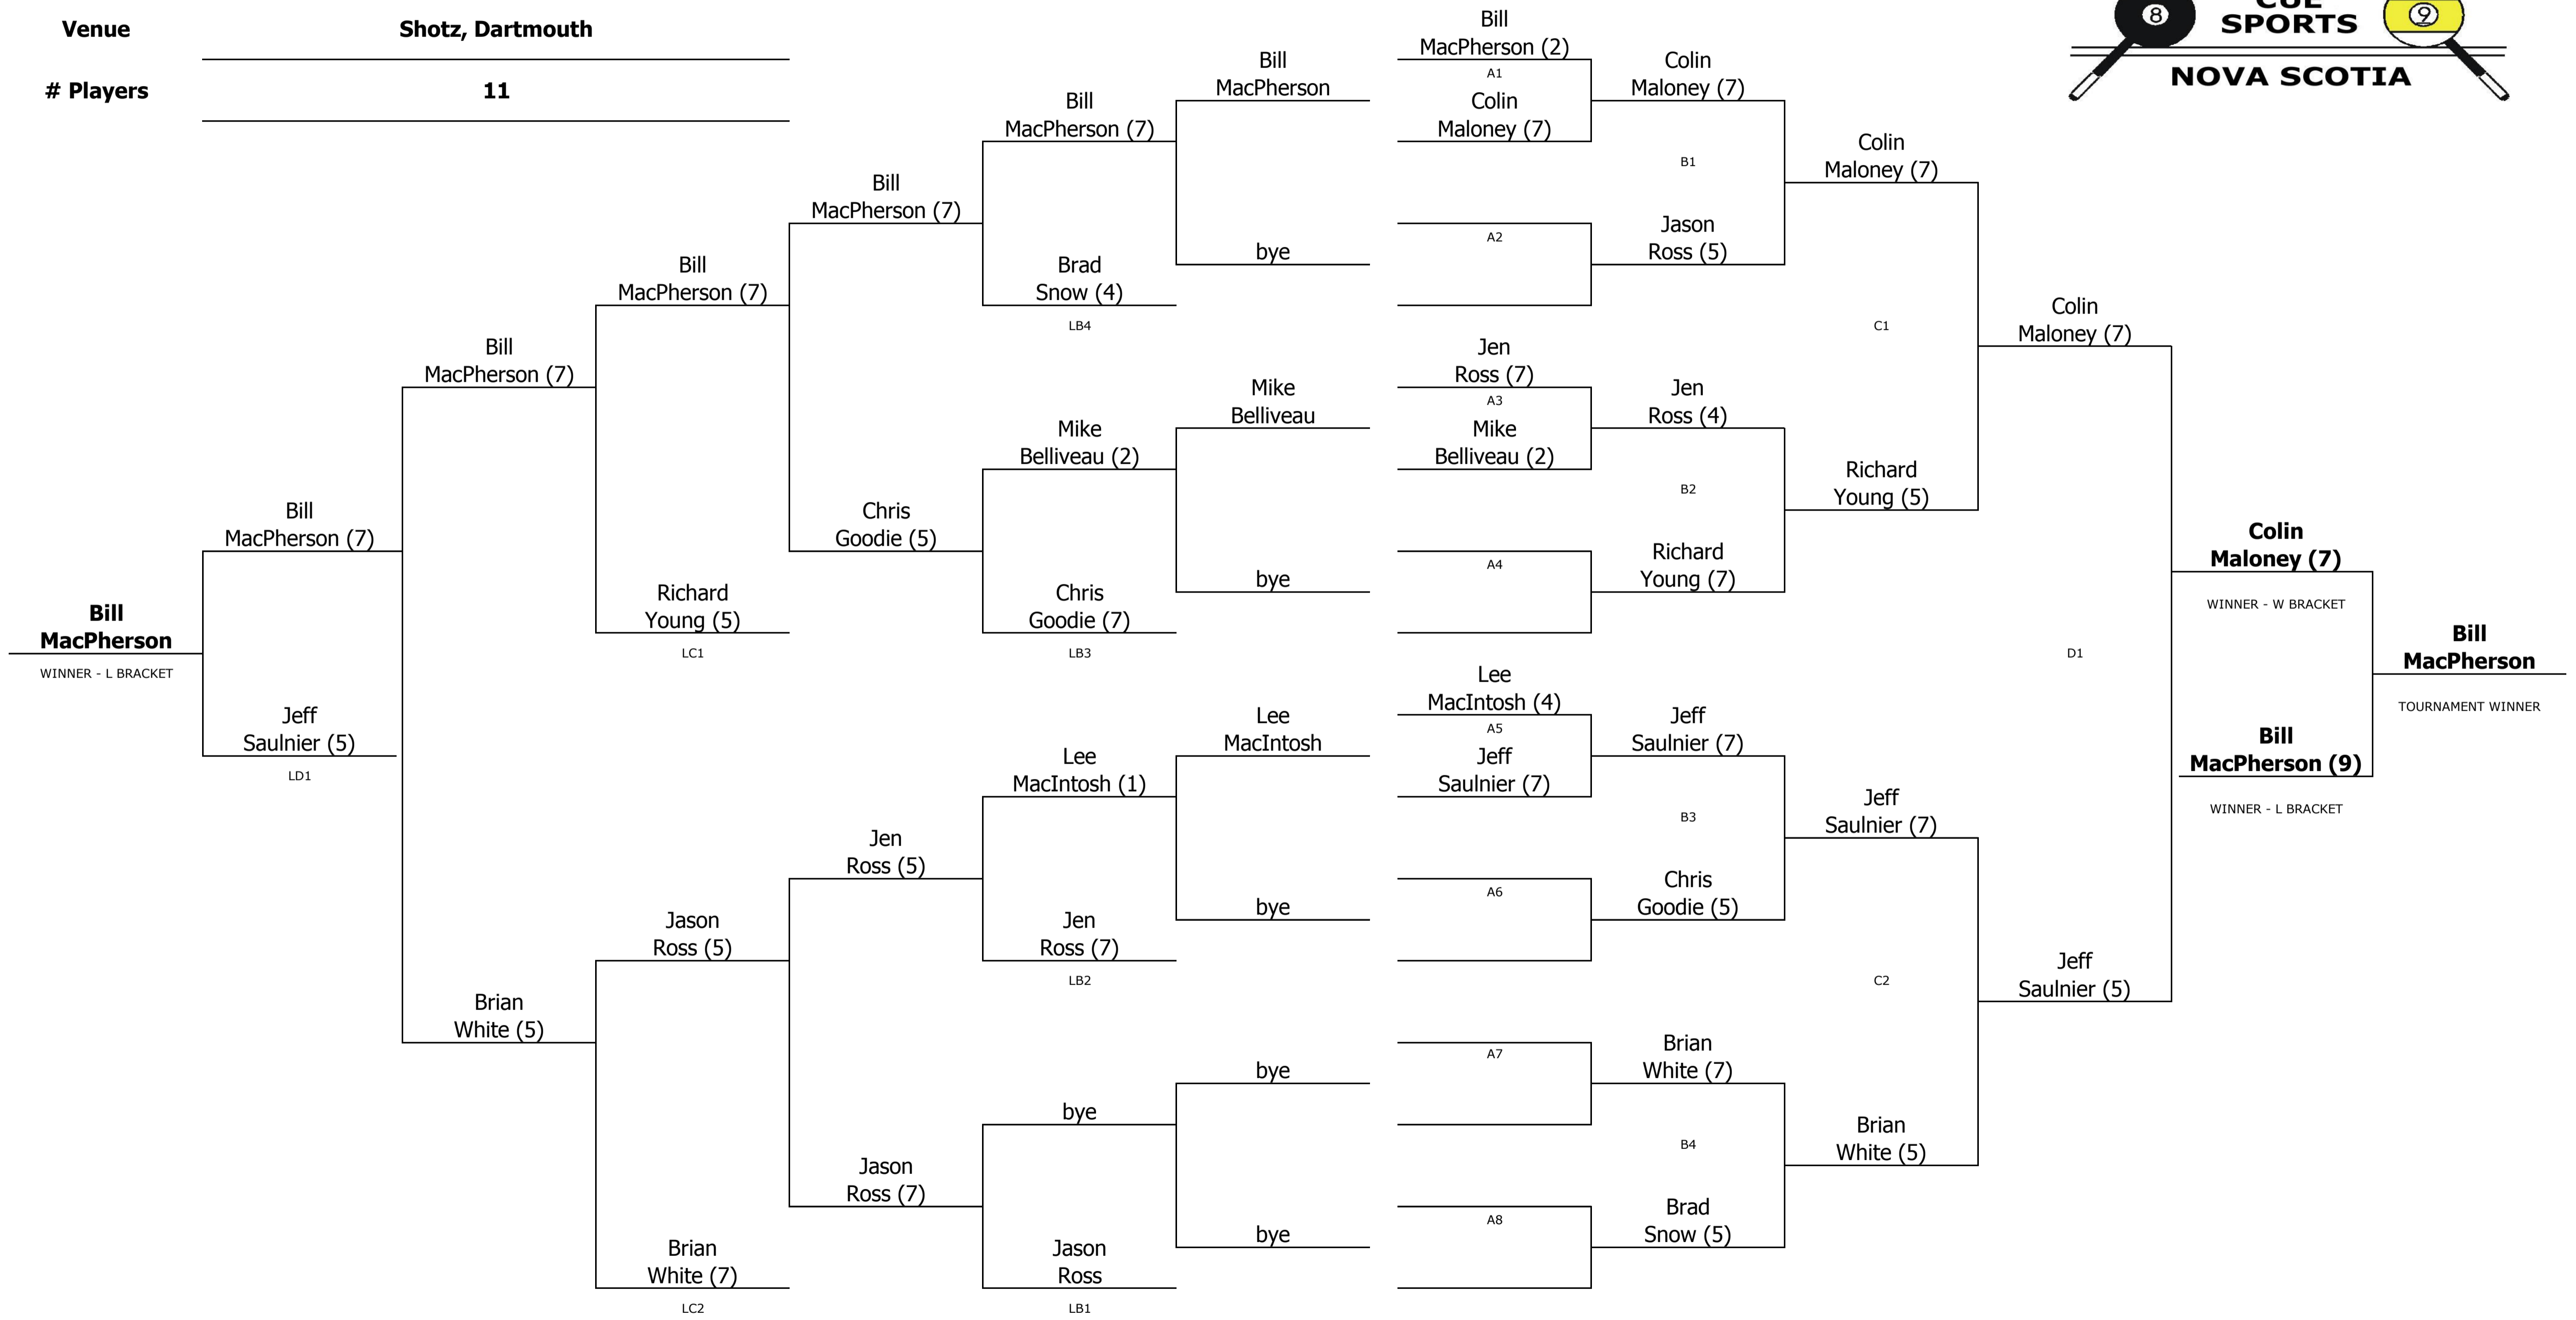 Venue
Shotz, Dartmouth
# Players
11
8
CUE
SPORTS
9
NOVA SCOTIA
Bill
MacPherson
WINNER - L BRACKET
Bill
MacPherson (7)
Jeff
Saulnier (5)
LD1
Bill
MacPherson (7)
Brian
White (5)
Bill
MacPherson (7)
Richard
Young (5)
LC1
Jason
Ross (5)
Brian
White (7)
LC2
Bill
MacPherson (7)
Chris
Goodie (5)
Jen
Ross (5)
Jason
Ross (7)
Bill
MacPherson (7)
Brad
Snow (4)
LB4
Mike
Belliveau (2)
Chris
Goodie (7)
LB3
Lee
MacIntosh (1)
Jen
Ross (7)
LB2
bye
Jason
Ross
LB1
Bill
MacPherson
bye
Mike
Belliveau
bye
Lee
MacIntosh
bye
bye
bye
Bill
MacPherson (2)
A1
Colin
Maloney (7)
A2
Jen
Ross (7)
A3
Mike
Belliveau (2)
A4
Lee
MacIntosh (4)
A5
Jeff
Saulnier (7)
A6
A7
A8
Colin
Maloney (7)
B1
Jason
Ross (5)
Jen
Ross (4)
B2
Richard
Young (7)
Jeff
Saulnier (7)
B3
Chris
Goodie (5)
Brian
White (7)
B4
Brad
Snow (5)
Colin
Maloney (7)
C1
Richard
Young (5)
Jeff
Saulnier (7)
C2
Brian
White (5)
Colin
Maloney (7)
D1
Jeff
Saulnier (5)
Colin
Maloney (7)
WINNER - W BRACKET
Bill
MacPherson (9)
WINNER - L BRACKET
Bill
MacPherson
TOURNAMENT WINNER